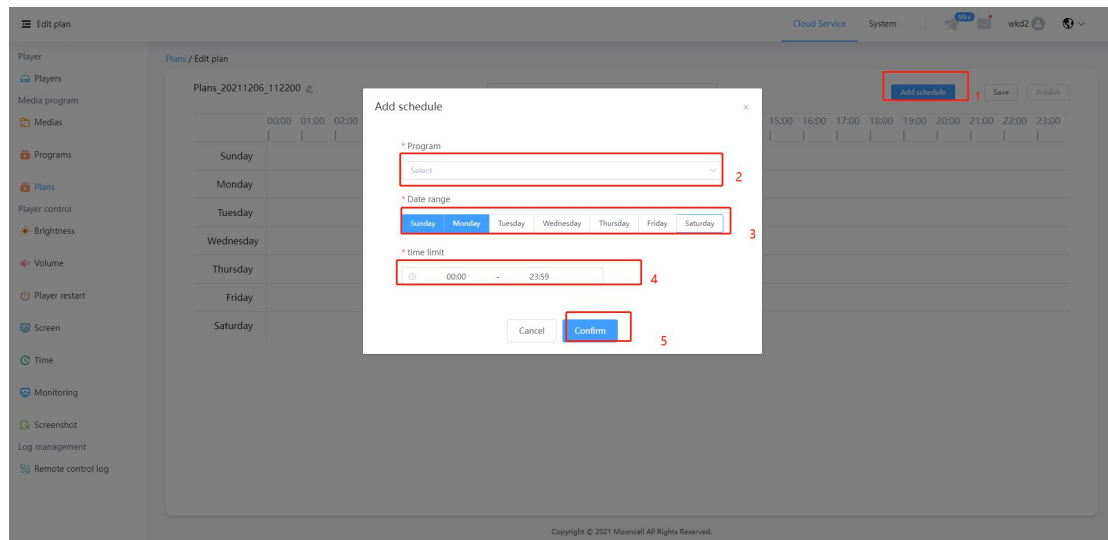 Edit plan
Cloud Service System 99+ wkd2
Player
Players
Media program
Medias
Programs
Plans
Player control
Brightness
Volume
Player restart
Screen
Time
Monitoring
Screenshot
Log management
Remote control log
Plans / Edit plan
Plans_20211206_112200
Add schedule 1 Save Publish
00:00 01:00 02:00 15:00 16:00 17:00 18:00 19:00 20:00 21:00 22:00 23:00
Sunday
Monday
Tuesday
Wednesday
Thursday
Friday
Saturday
Add schedule ×
* Program
Select 2
* Date range
Sunday Monday Tuesday Wednesday Thursday Friday Saturday 3
* time limit
00:00 - 23:59 4
Cancel Confirm 5
Copyright © 2021 Mooncell All Rights Reserved.